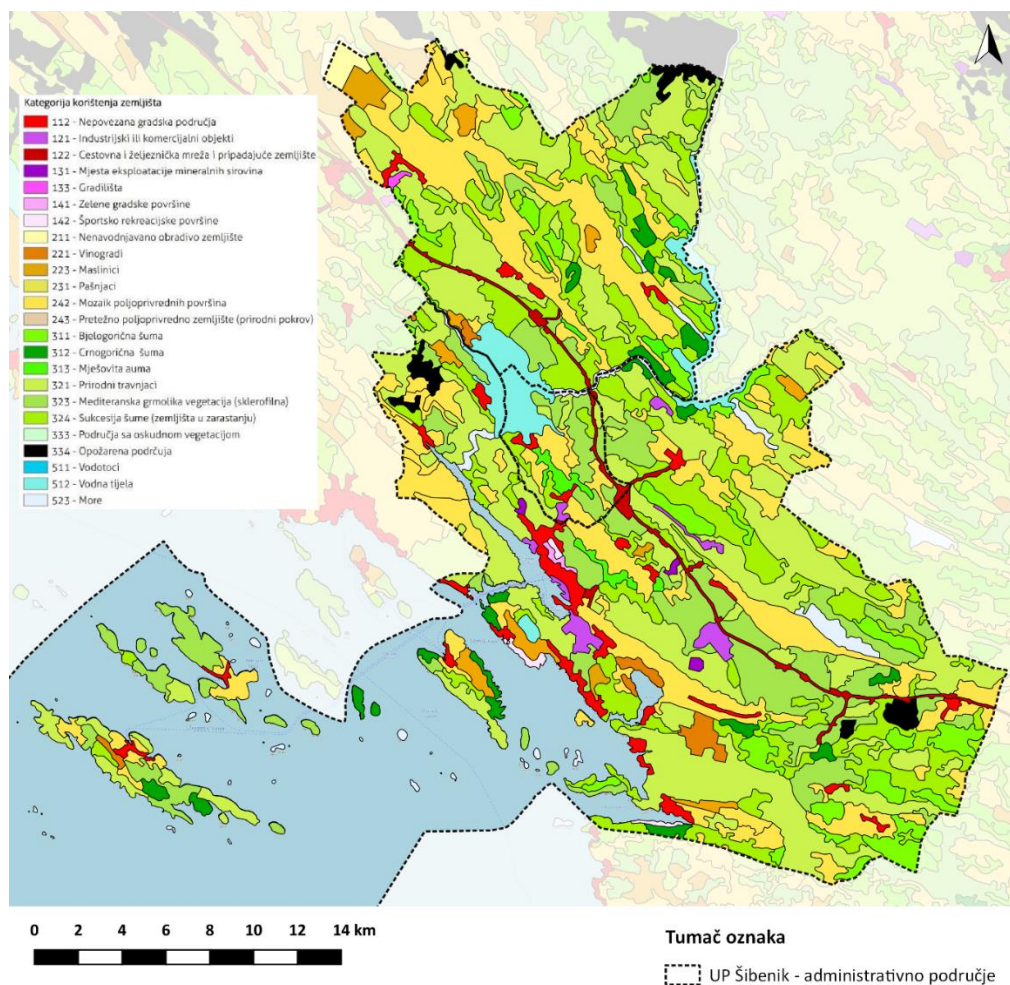 Kategorija korištenja zemljišta
112 - Nepovezana gradska područja
121 - Industrijski ili komercijalni objekti
122 - Cestovna i željeznička mreža i pripadajuće zemljište
131 - Mjesta eksploatacije mineralnih sirovina
133 - Gradilišta
141 - Zelene gradske površine
142 - Športsko rekreacijske površine
211 - Nenavodnjavano obradivo zemljište
221 - Vinogradi
223 - Maslinici
231 - Pašnjaci
242 - Mozaik poljoprivrednih površina
243 - Pretežno poljoprivredno zemljište (prirodni pokrov)
311 - Bjelogorična šuma
312 - Crnogorična šuma
313 - Mješovita auma
321 - Prirodni travnjaci
323 - Mediteranska grmolika vegetacija (sklerofilna)
324 - Sukcesija šume (zemljišta u zarastanju)
333 - Područja sa oskudnom vegetacijom
334 - Opožarena područuja
511 - Vodotoci
512 - Vodna tijela
523 - More
0 2 4 6 8 10 12 14 km
Tumač oznaka
UP Šibenik - administrativno područje